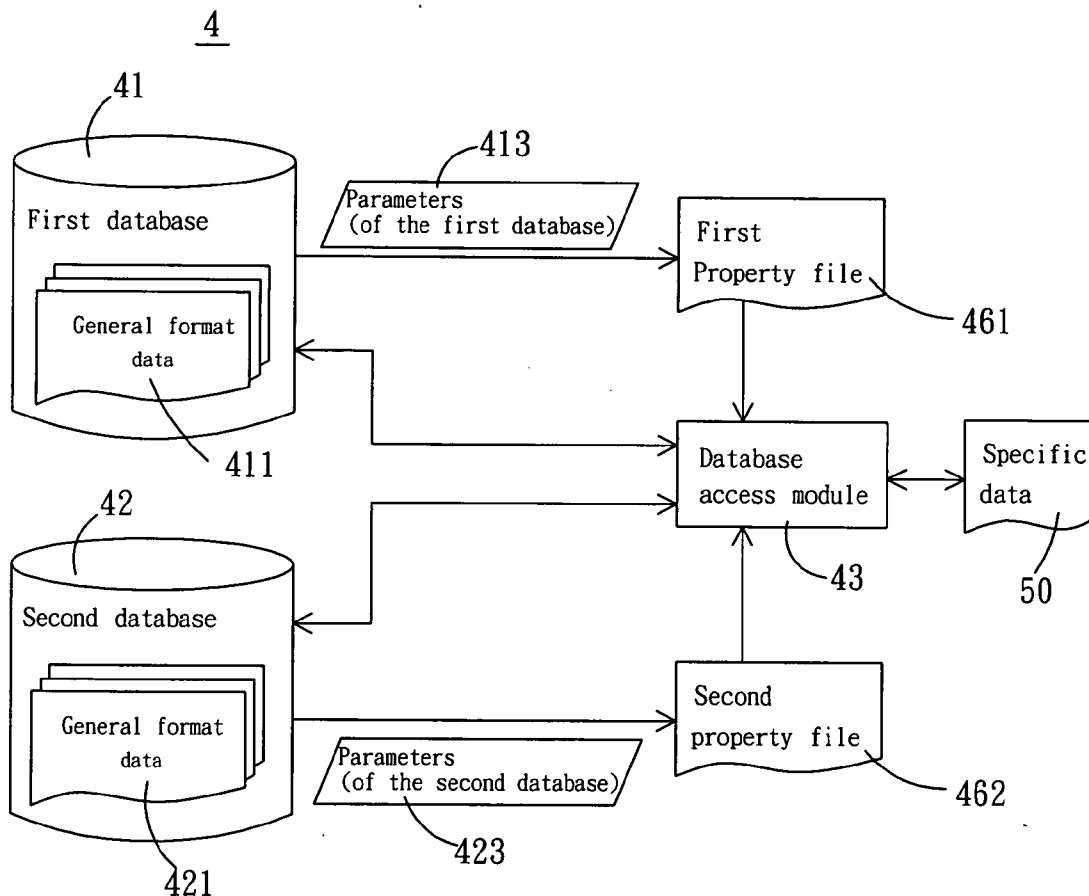 4
41
413
Parameters
(of the first database)
First database
First
Property file
461
General format
data
411
Database
access module
Specific
data
43
50
42
Second database
Second
property file
General format
data
Parameters
(of the second database)
462
421
423